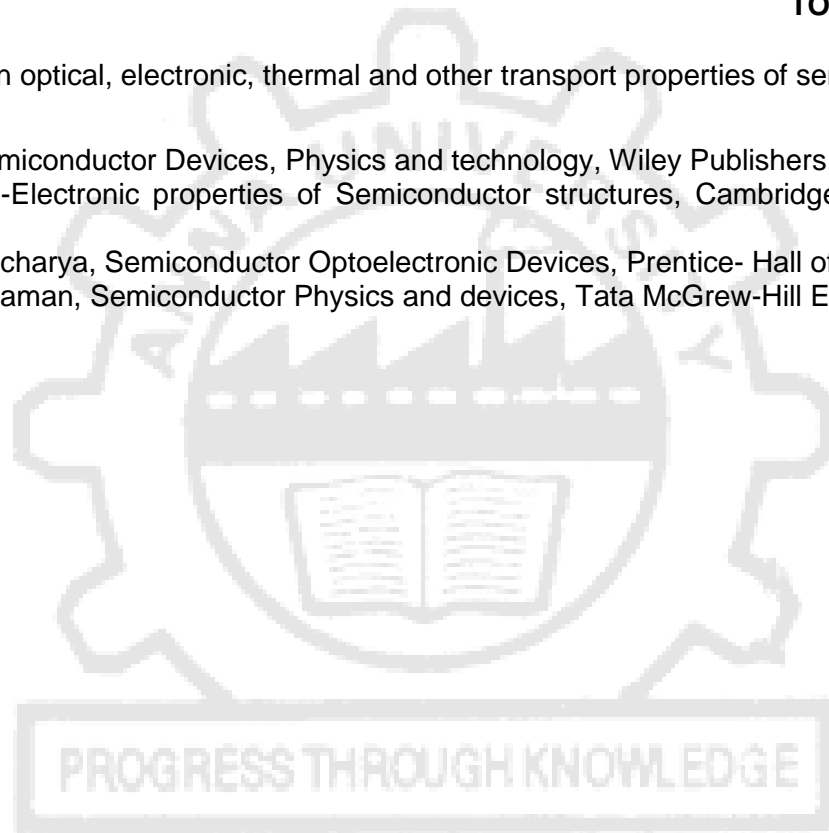 TO
n optical, electronic, thermal and other transport properties of se
miconductor Devices, Physics and technology, Wiley Publishers
-Electronic properties of Semiconductor structures, Cambridge
charya, Semiconductor Optoelectronic Devices, Prentice- Hall of
aman, Semiconductor Physics and devices, Tata McGrew-Hill E
ANNA UNIVERSITY
PROGRESS THROUGH KNOWLEDGE